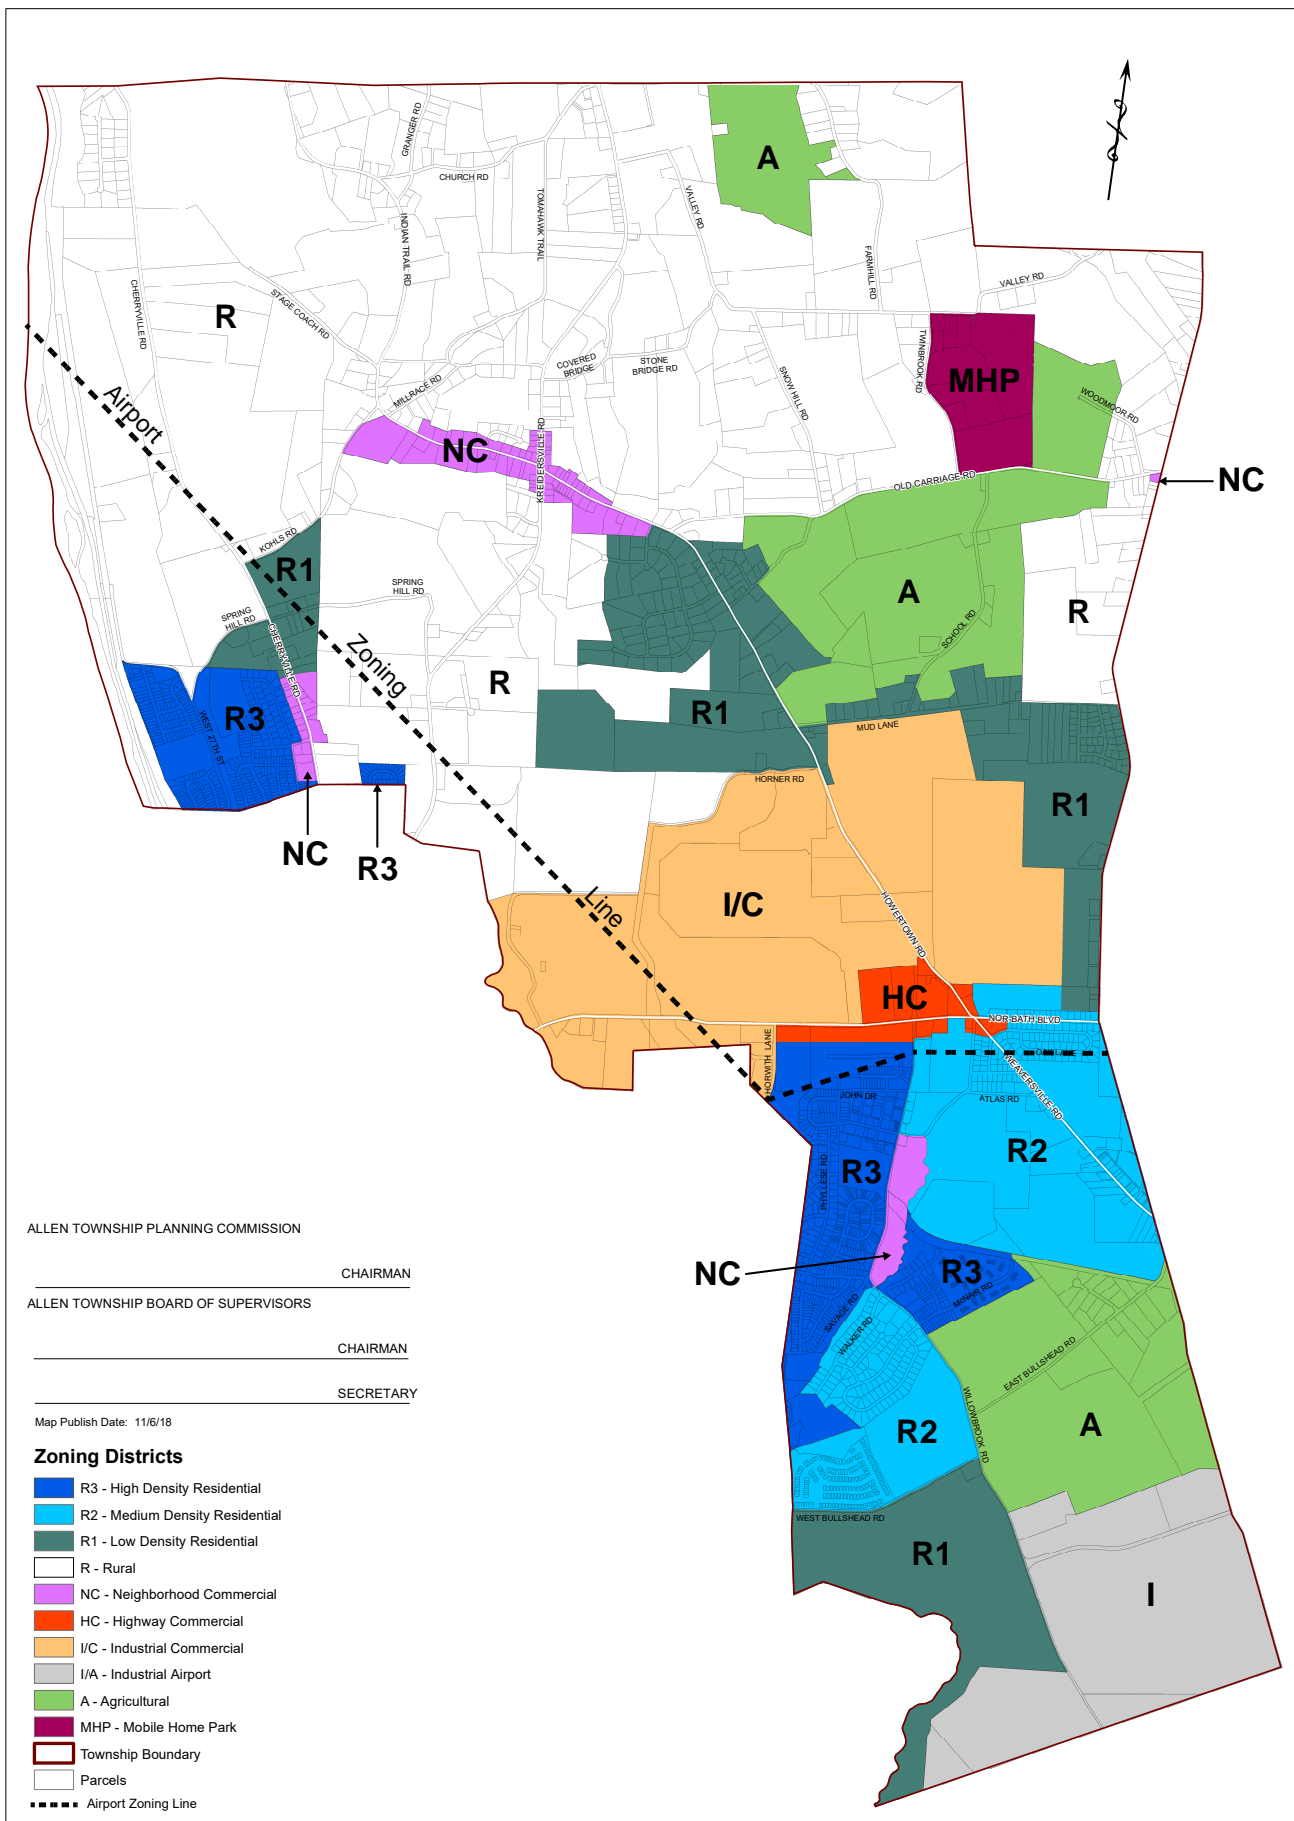 A
GRANGER RD
CHURCH RD
TOMAHAWK TRAIL
VALLEY RD
INDIAN TRAIL RD
FARMHILL RD
VALLEY RD
CHERRYVILLE RD
R
STAGE COACH RD
TWINBROOK RD
COVERED
BRIDGE
STONE
BRIDGE RD
SNOW HILL RD
MHP
MILLRACE RD
WOODMOOR RD
Airport
NC
KREIDERSVILLE RD
OLD CARRIAGE RD
NC
KOHLS RD
R1
SPRING
HILL RD
A
SPRING
HILL RD
SCHOOL RD
R
CHERRYVILLE RD
Zoning
R
R3
WEST 27TH ST
R1
MUD LANE
HORNER RD
R1
NC
R3
I/C
Line
HOWERTOWN RD
HC
NOR-BATH BLVD
HORWITH LANE
OAK LANE
WEAVERSVILLE RD
JOHN DR
ATLAS RD
R3
R2
PHYLLESE RD
NC
R3
McNAIR RD
SAVAGE RD
WALKER RD
EAST BULLSHEAD RD
WILLOWBROOK RD
R2
A
WEST BULLSHEAD RD
R1
I
ALLEN TOWNSHIP PLANNING COMMISSION
CHAIRMAN
ALLEN TOWNSHIP BOARD OF SUPERVISORS
CHAIRMAN
SECRETARY
Map Publish Date: 11/6/18
Zoning Districts
R3 - High Density Residential
R2 - Medium Density Residential
R1 - Low Density Residential
R - Rural
NC - Neighborhood Commercial
HC - Highway Commercial
I/C - Industrial Commercial
I/A - Industrial Airport
A - Agricultural
MHP - Mobile Home Park
Township Boundary
Parcels
Airport Zoning Line